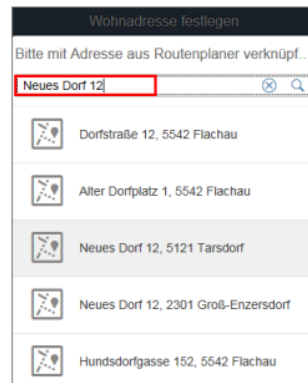 Wohnadresse festlegen
Bitte mit Adresse aus Routenplaner verknüpf..
Neues Dorf 12
Dorfstraße 12, 5542 Flachau
Alter Dorfplatz 1, 5542 Flachau
Neues Dorf 12, 5121 Tarsdorf
Neues Dorf 12, 2301 Groß-Enzersdorf
Hundsdorfgasse 152, 5542 Flachau